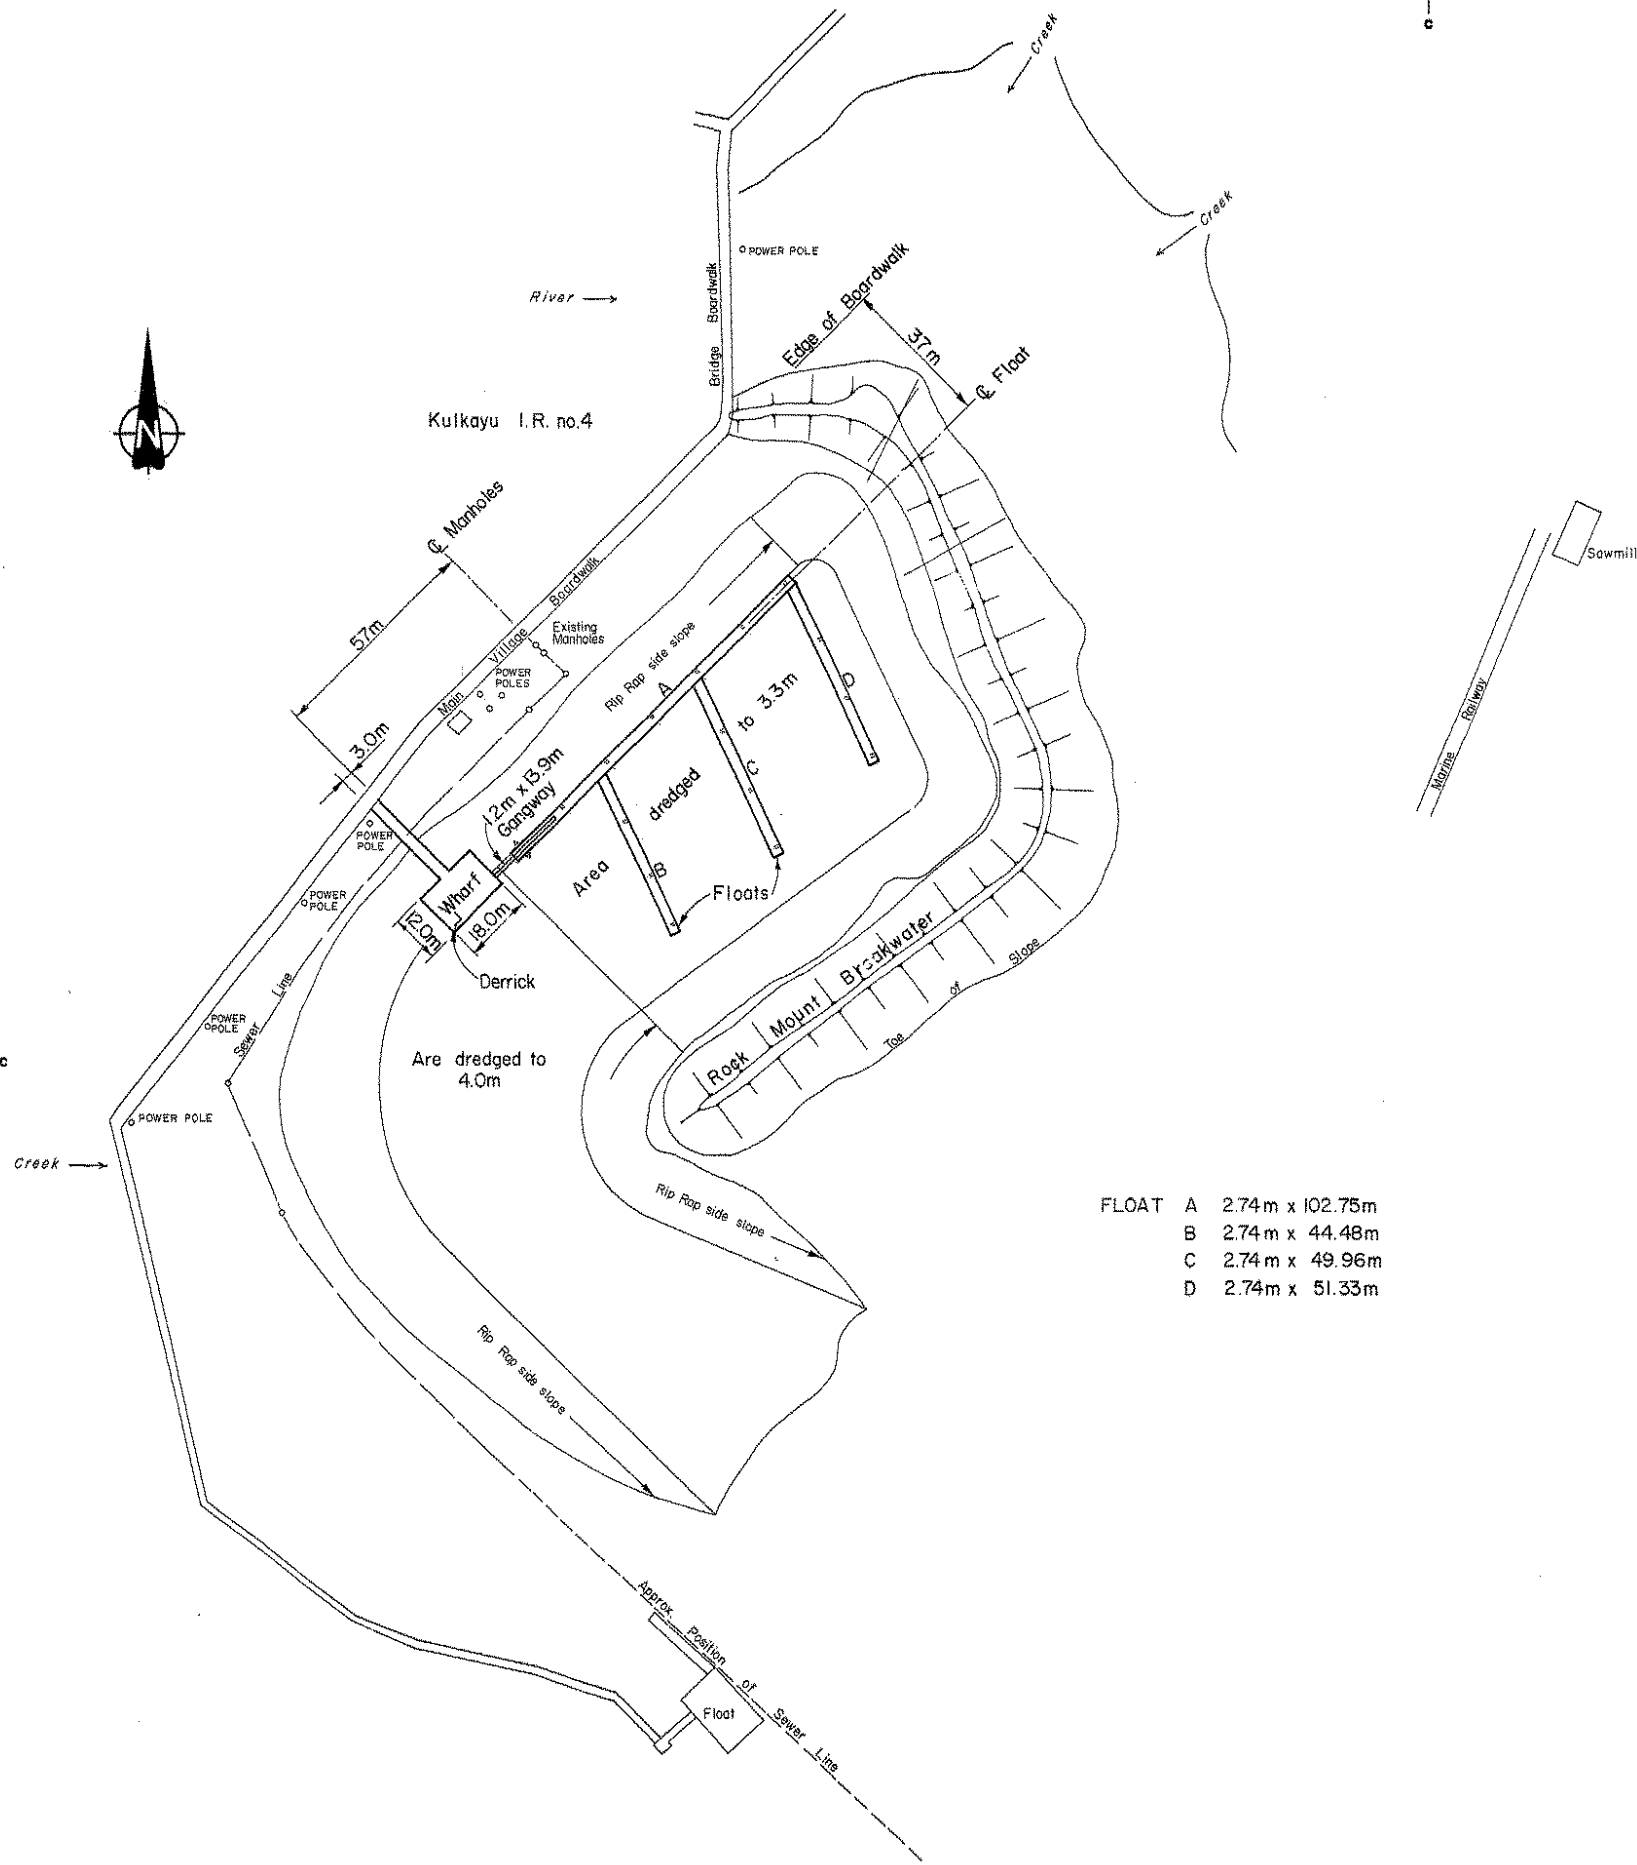 c
Creek
Creek
POWER POLE
River
Bridge Boardwalk
Edge of Boardwalk
37m
℄ Float
Kulkayu I.R. no.4
N
℄ Manholes
57m
Main Village Boardwalk
Existing
Manholes
POWER
POLES
Rip Rap side slope
A
D
Sawmill
Marine Railway
3.0m
1.2m x 13.9m
Gangway
Area dredged to 3.3m
C
B
POWER
POLE
POWER
POLE
Wharf
12.0m
18.0m
Floats
Derrick
Sewer Line
POWER
POLE
Rock Mount Breakwater
Toe of Slope
c
Are dredged to
4.0m
POWER POLE
Creek
Rip Rap side slope
FLOAT A 2.74m x 102.75m
B 2.74m x 44.48m
C 2.74m x 49.96m
D 2.74m x 51.33m
Rip Rap side slope
Approx. Position of Sewer Line
Float